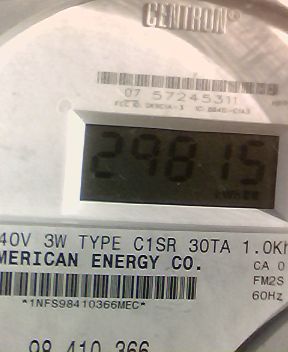 CENTRON®
07 57245311
29815
40V 3W TYPE C1SR 30TA 1.0Kh
MERICAN ENERGY CO.
CA 0
FM2S
60Hz
*1NFS98410366MEC*
98 410 366